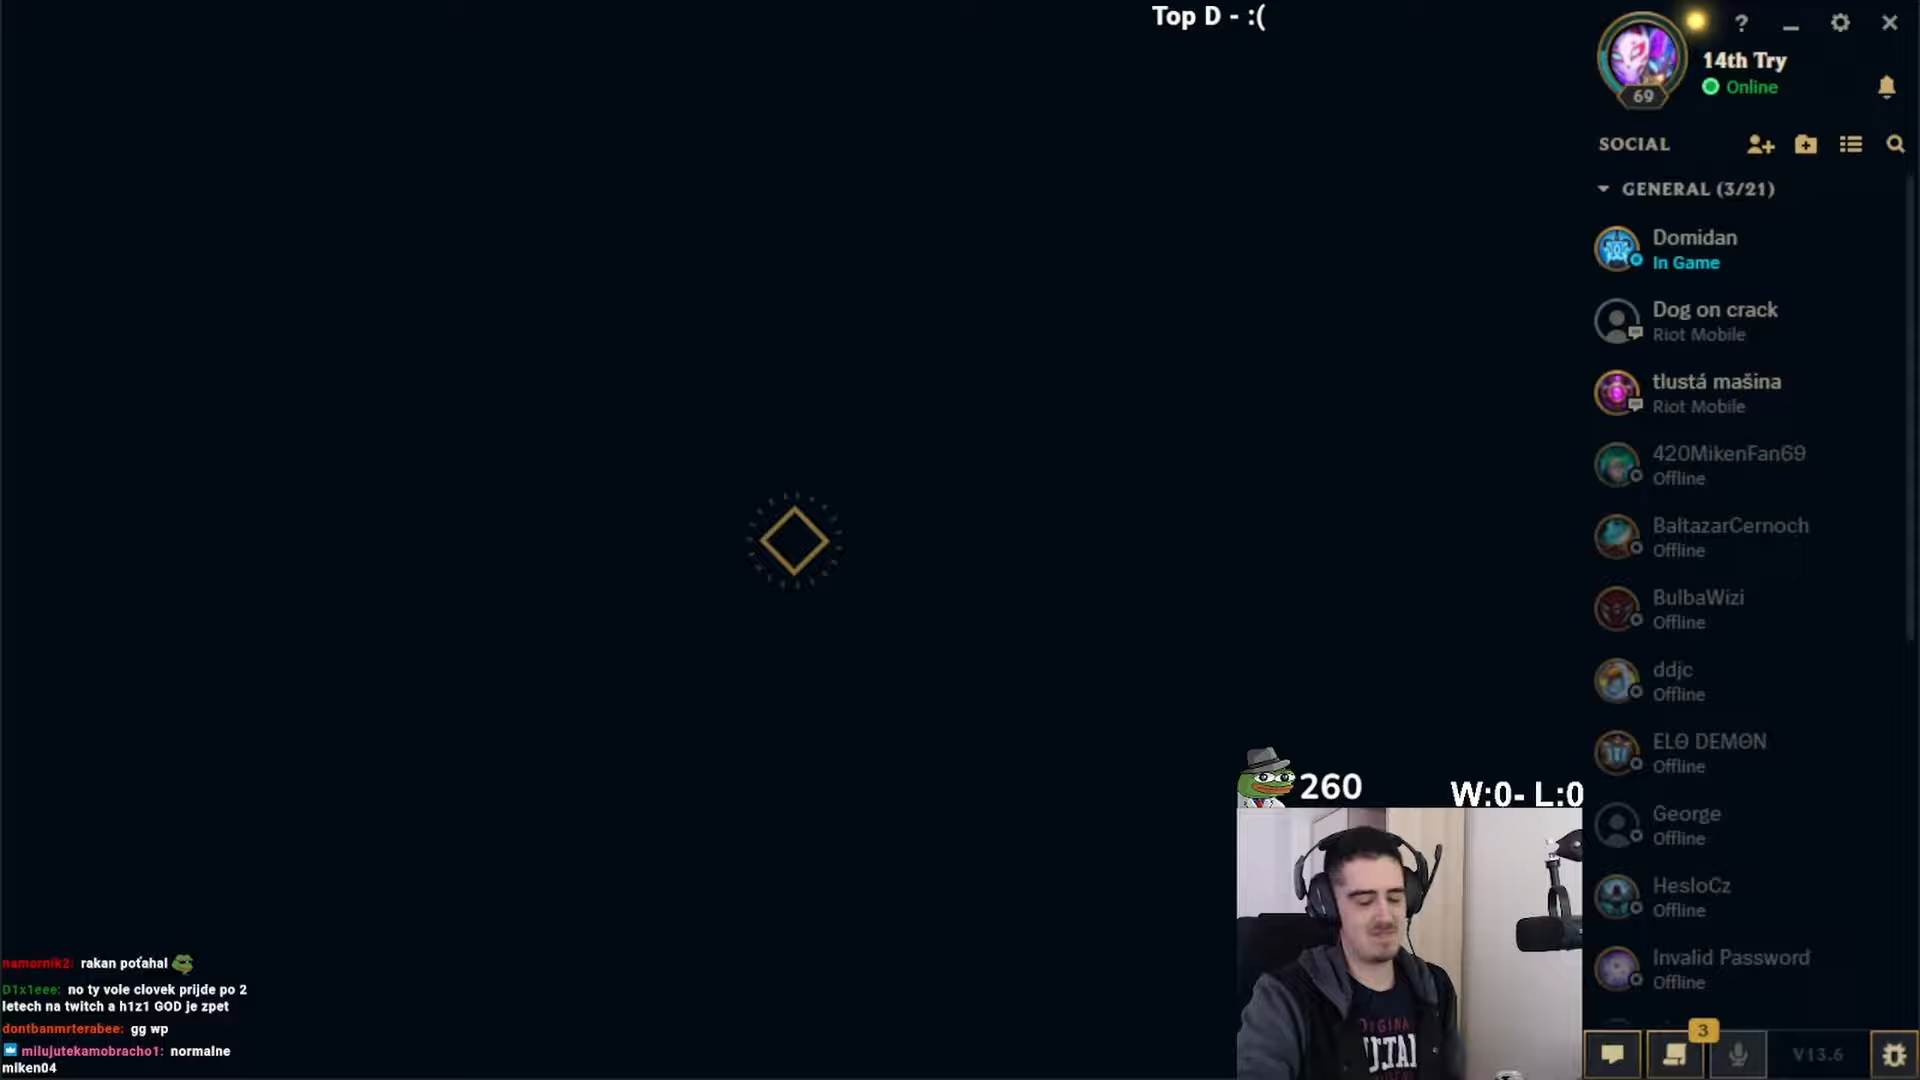 Top D - :(
14th Try
Online
69
SOCIAL
GENERAL (3/21)
Domidan
In Game
Dog on crack
Riot Mobile
tlustá mašina
Riot Mobile
420MikenFan69
Offline
BaltazarCernoch
Offline
BulbaWizi
Offline
ddjc
Offline
ELΘ DEMΘN
Offline
George
Offline
HesloCz
Offline
Invalid Password
Offline
260
W:0- L:0
namornik2: rakan poťahal
D1x1eee: no ty vole clovek prijde po 2
letech na twitch a h1z1 GOD je zpet
dontbanmrterabee: gg wp
milujutekamobracho1: normalne
miken04
3
V13.6